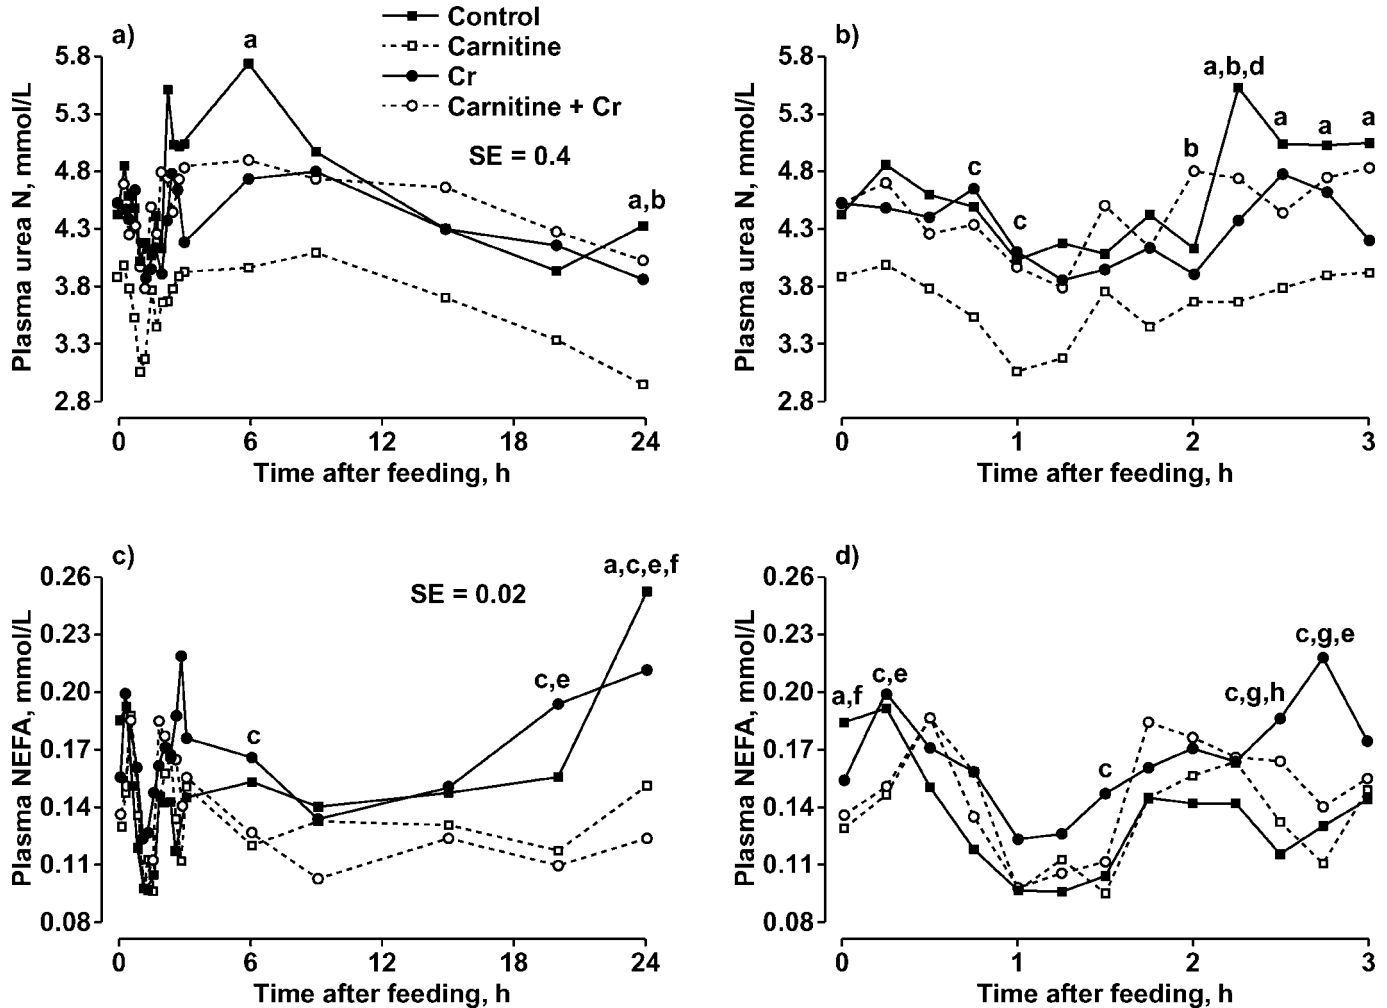 a)
Control
Carnitine
Cr
Carnitine + Cr
SE = 0.4
a
a,b
5.8
5.3
4.8
4.3
3.8
3.3
2.8
Plasma urea N, mmol/L
0 6 12 18 24
Time after feeding, h
b)
a,b,d
a
a
a
b
c
c
5.8
5.3
4.8
4.3
3.8
3.3
2.8
Plasma urea N, mmol/L
0 1 2 3
Time after feeding, h
c)
SE = 0.02
a,c,e,f
c,e
c
0.26
0.23
0.20
0.17
0.14
0.11
0.08
Plasma NEFA, mmol/L
0 6 12 18 24
Time after feeding, h
d)
c,g,e
c,g,h
c,e
a,f
c
0.26
0.23
0.20
0.17
0.14
0.11
0.08
Plasma NEFA, mmol/L
0 1 2 3
Time after feeding, h